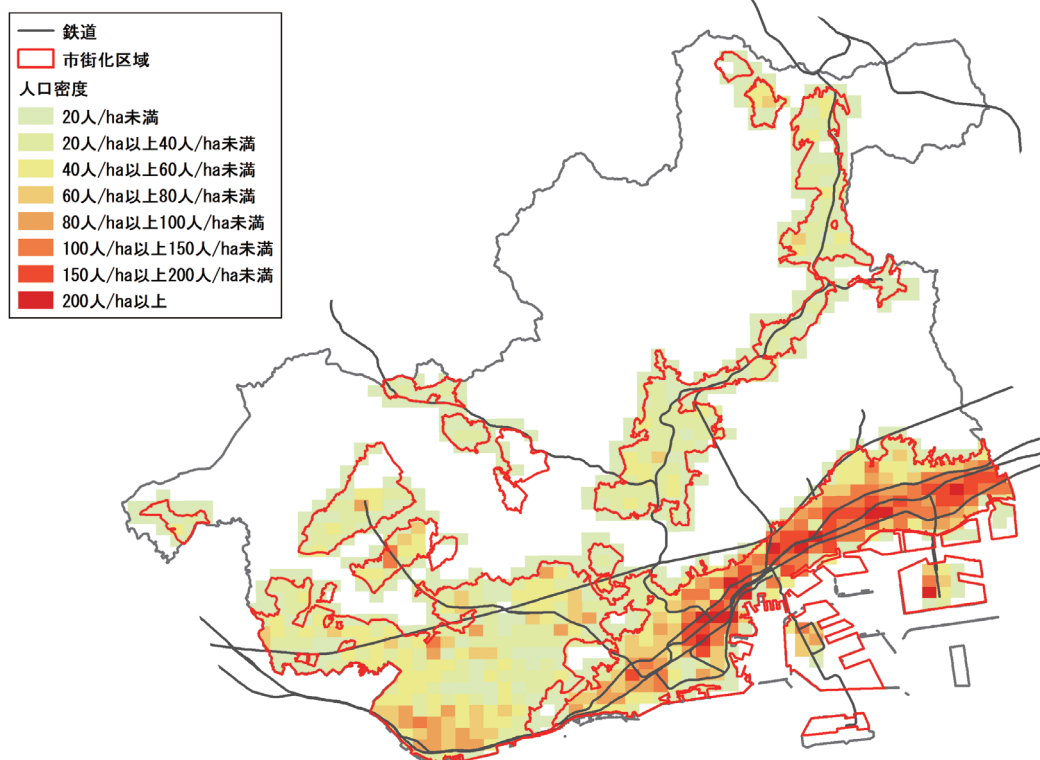 鉄道
市街化区域
人口密度
20人/ha未満
20人/ha以上40人/ha未満
40人/ha以上60人/ha未満
60人/ha以上80人/ha未満
80人/ha以上100人/ha未満
100人/ha以上150人/ha未満
150人/ha以上200人/ha未満
200人/ha以上